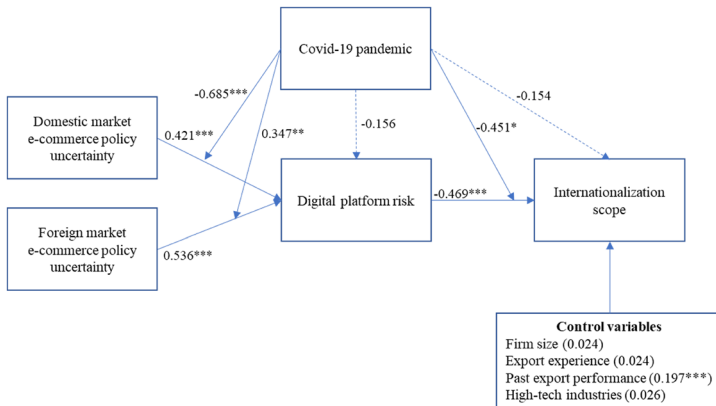 Covid-19 pandemic
-0.685***
-0.154
Domestic market
e-commerce policy
uncertainty
0.421***
0.347**
-0.156
-0.451*
Digital platform risk
-0.469***
Internationalization
scope
Foreign market
e-commerce policy
uncertainty
0.536***
Control variables
Firm size (0.024)
Export experience (0.024)
Past export performance (0.197***)
High-tech industries (0.026)